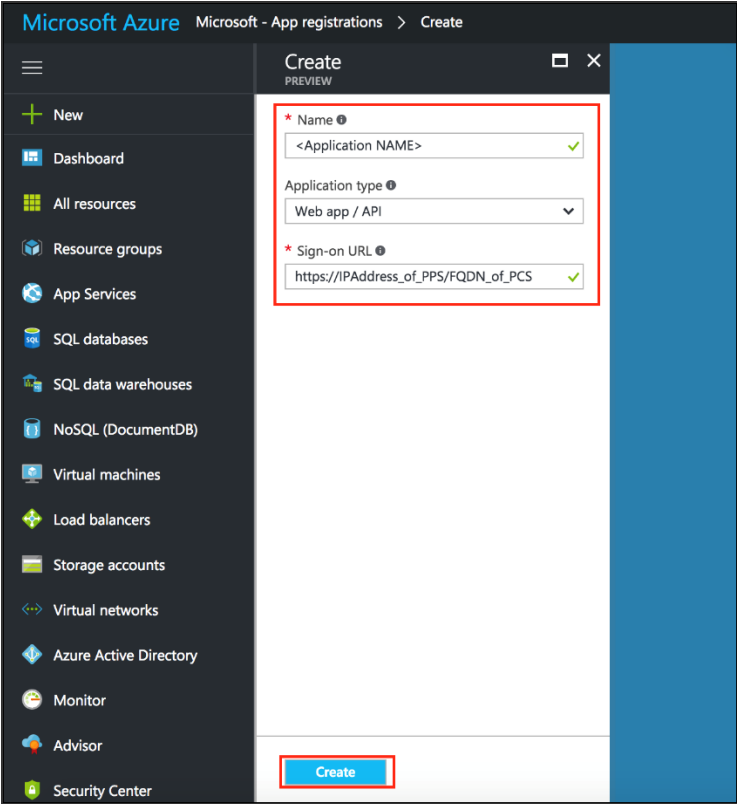 Microsoft Azure Microsoft - App registrations > Create
Create
PREVIEW
New
Dashboard
All resources
Resource groups
App Services
SQL databases
SQL data warehouses
NoSQL (DocumentDB)
Virtual machines
Load balancers
Storage accounts
Virtual networks
Azure Active Directory
Monitor
Advisor
Security Center
* Name
<Application NAME>
Application type
Web app / API
* Sign-on URL
https://IPAddress_of_PPS/FQDN_of_PCS
Create